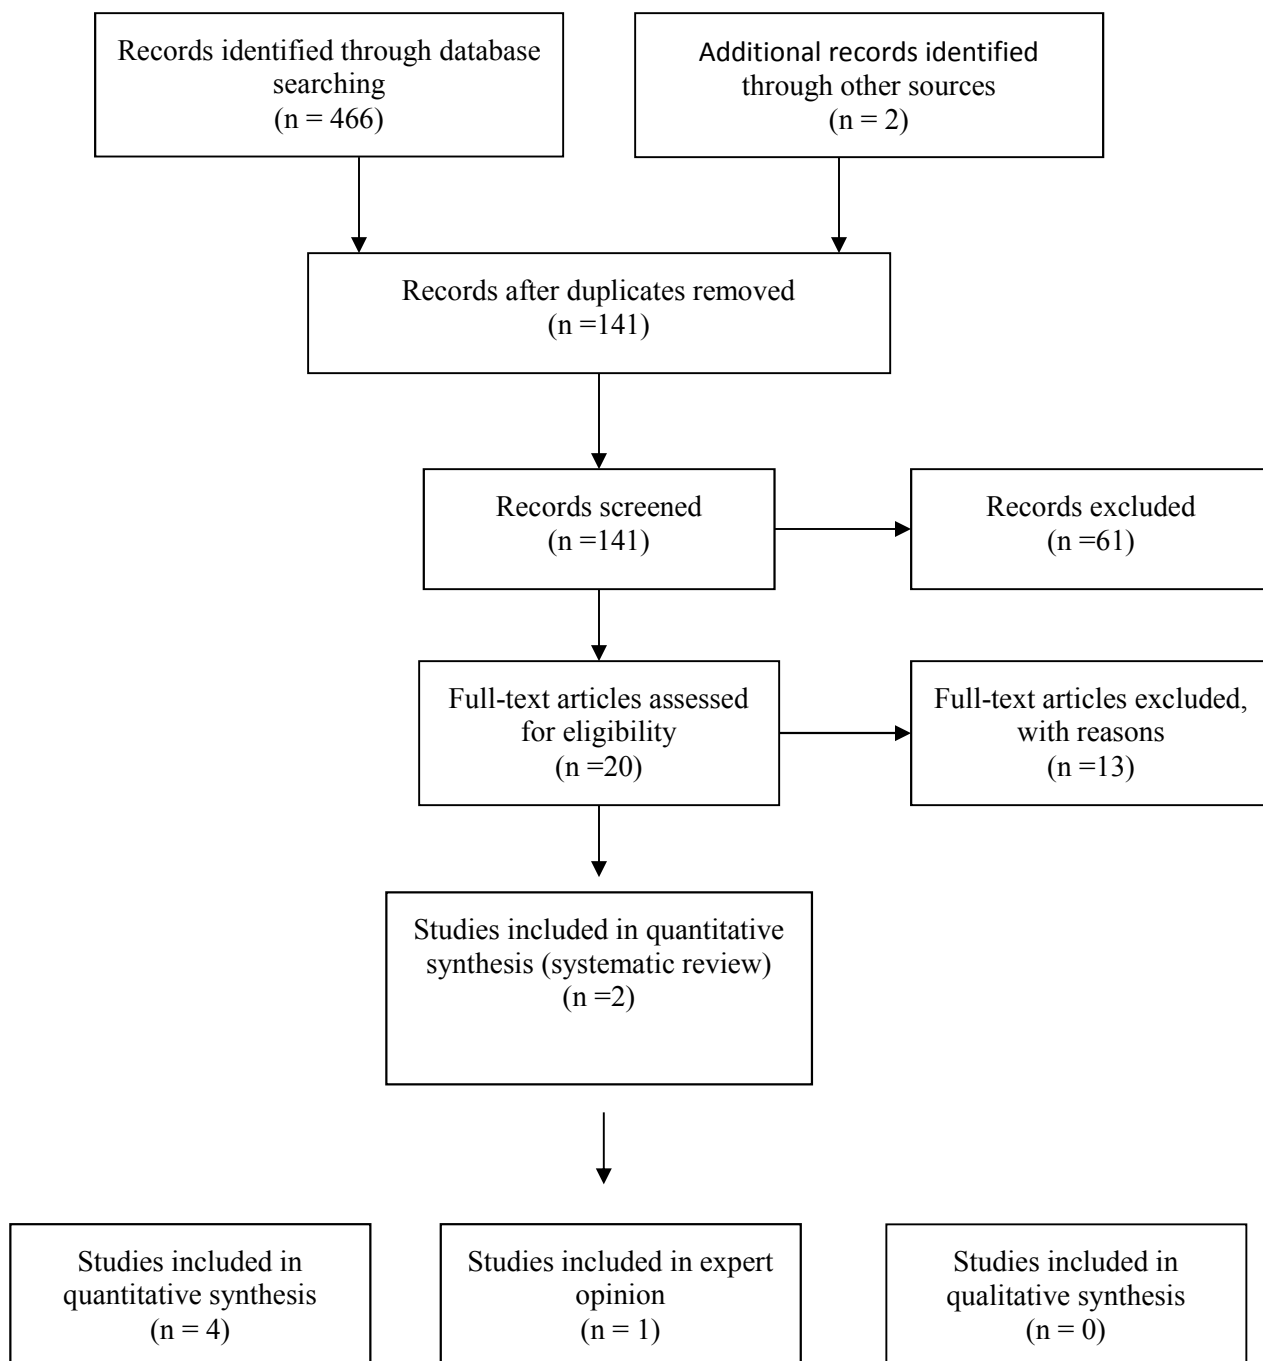 Records identified through database
searching
(n = 466)
Additional records identified
through other sources
(n = 2)
Records after duplicates removed
(n =141)
Records screened
(n =141)
Records excluded
(n =61)
Full-text articles assessed
for eligibility
(n =20)
Full-text articles excluded,
with reasons
(n =13)
Studies included in quantitative
synthesis (systematic review)
(n =2)
Studies included in
quantitative synthesis
(n = 4)
Studies included in expert
opinion
(n = 1)
Studies included in
qualitative synthesis
(n = 0)